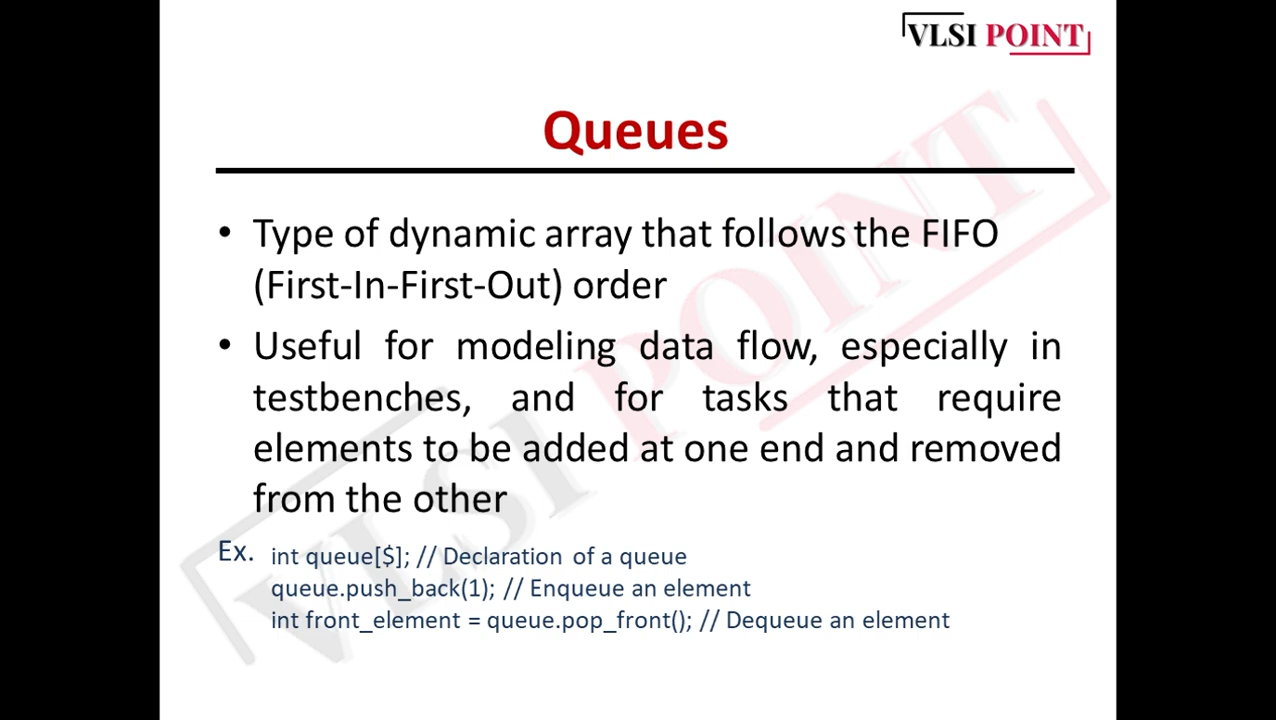 VLSI POINT
Queues
• Type of dynamic array that follows the FIFO
(First-In-First-Out) order
• Useful for modeling data flow, especially in
testbenches, and for tasks that require
elements to be added at one end and removed
from the other
Ex. int queue[$]; // Declaration of a queue
queue.push_back(1); // Enqueue an element
int front_element = queue.pop_front(); // Dequeue an element
VLSI POINT